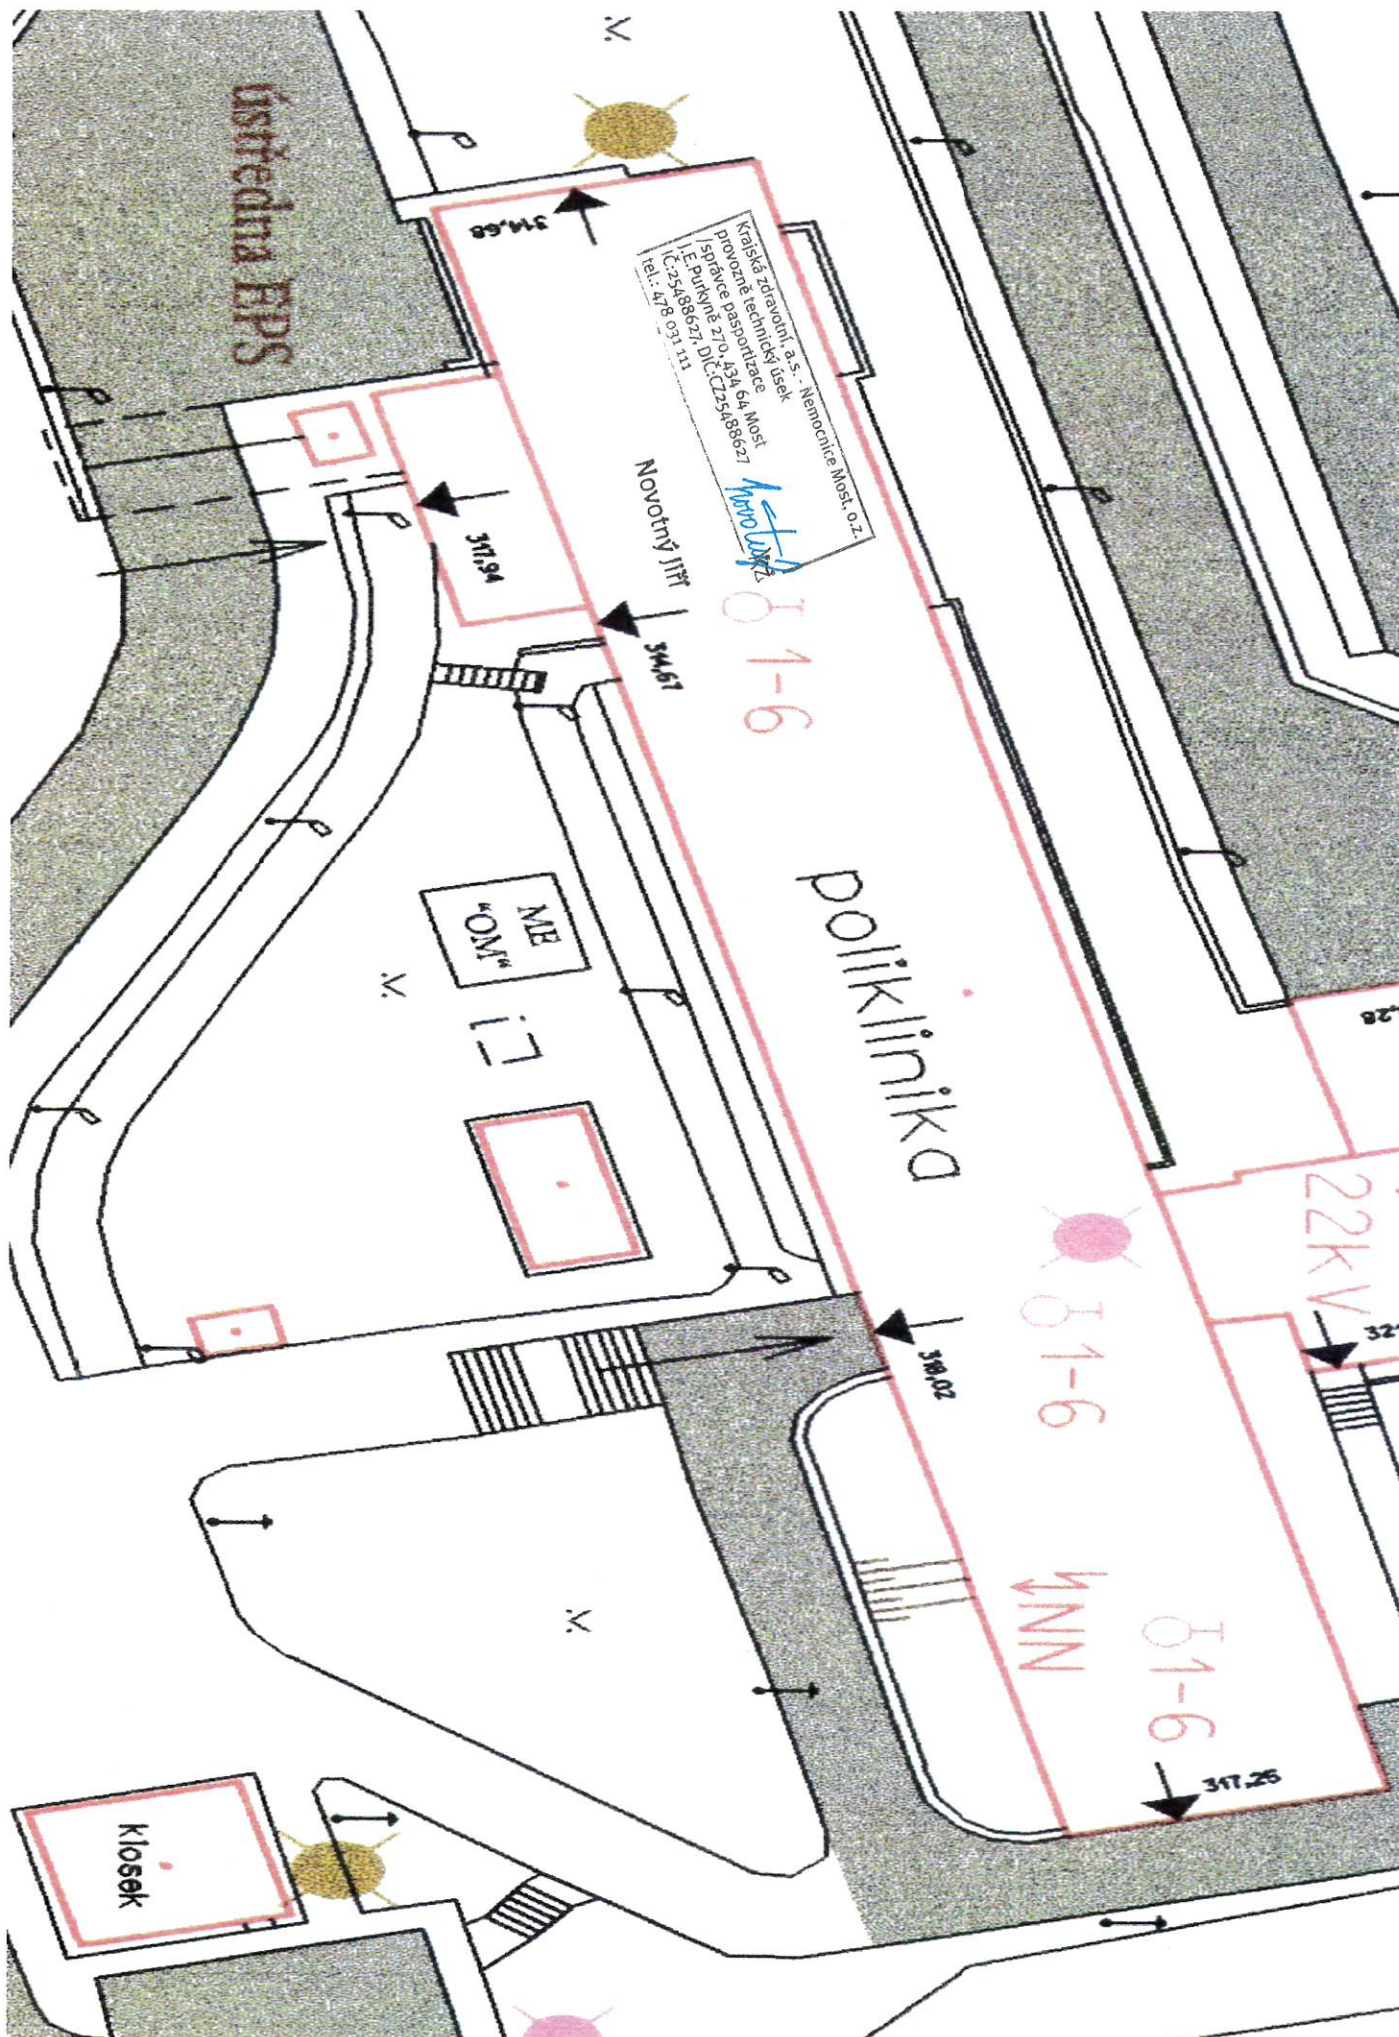 ústředna EPS
314,68
Krajská zdravotní, a.s. - Nemocnice Most, o.z.
provozně technický úsek
/správce pasportizace
J.E.Purkyně 270, 434 64 Most
IČ:25488627, DIČ:CZ25488627
tel.: 478 031 111
Novotný Jiří
317,94
314,67
1-6
poliklinika
ME
"OM"
22kV
1-6
318,02
NN
1-6
317,25
kiosek